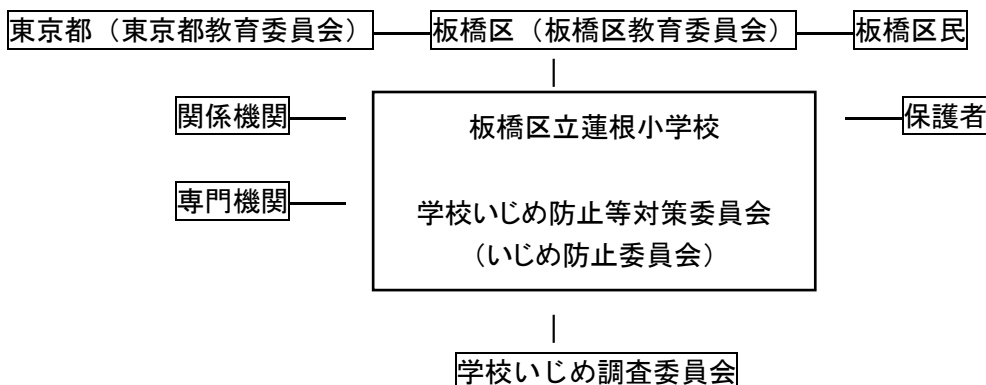 東京都（東京都教育委員会） 板橋区（板橋区教育委員会） 板橋区民
関係機関 板橋区立蓮根小学校 保護者
専門機関 学校いじめ防止等対策委員会
（いじめ防止委員会）
学校いじめ調査委員会